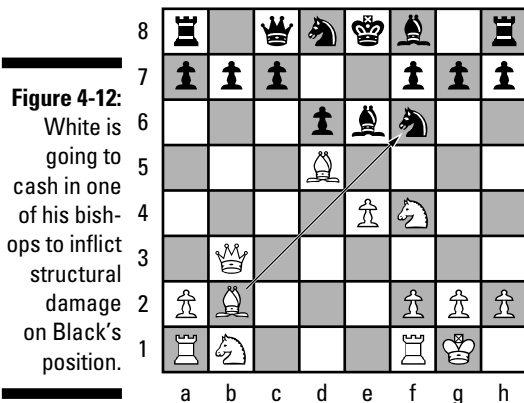 Figure 4-12:
White is
going to
cash in one
of his bish-
ops to inflict
structural
damage
on Black's
position.
8
7
6
5
4
3
2
1
a b c d e f g h